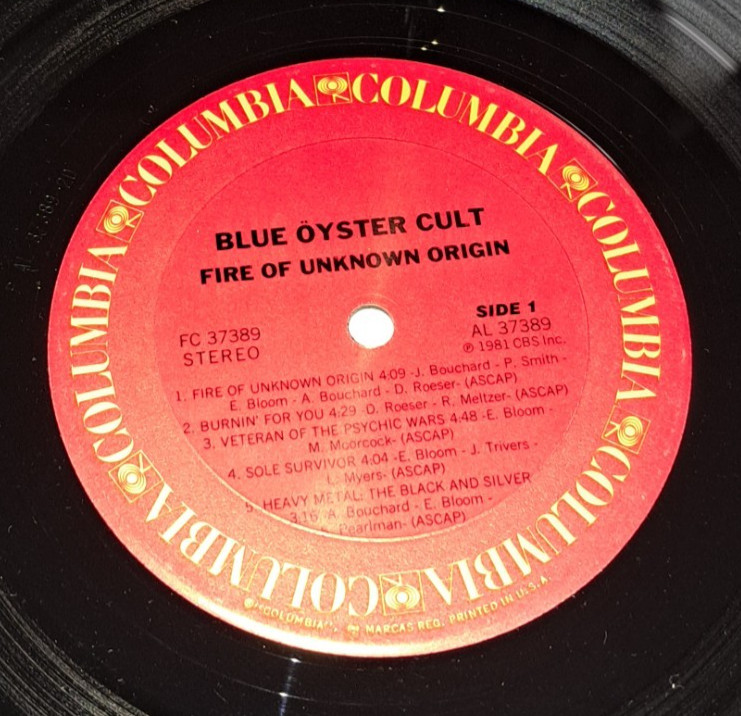 COLUMBIA COLUMBIA COLUMBIA COLUMBIA COLUMBIA COLUMBIA COLUMBIA COLUMBIA
BLUE ÖYSTER CULT
FIRE OF UNKNOWN ORIGIN
FC 37389
STEREO
SIDE 1
AL 37389
℗ 1981 CBS Inc.
1. FIRE OF UNKNOWN ORIGIN 4:09 -J. Bouchard - P. Smith -
E. Bloom - A. Bouchard - D. Roeser- (ASCAP)
2. BURNIN' FOR YOU 4:29 -D. Roeser - R. Meltzer- (ASCAP)
3. VETERAN OF THE PSYCHIC WARS 4:48 -E. Bloom -
M. Moorcock- (ASCAP)
4. SOLE SURVIVOR 4:04 -E. Bloom - J. Trivers -
L. Myers- (ASCAP)
5. HEAVY METAL: THE BLACK AND SILVER
3:16 -A. Bouchard - E. Bloom -
Pearlman- (ASCAP)
"COLUMBIA", MARCAS REG. PRINTED IN U.S.A.